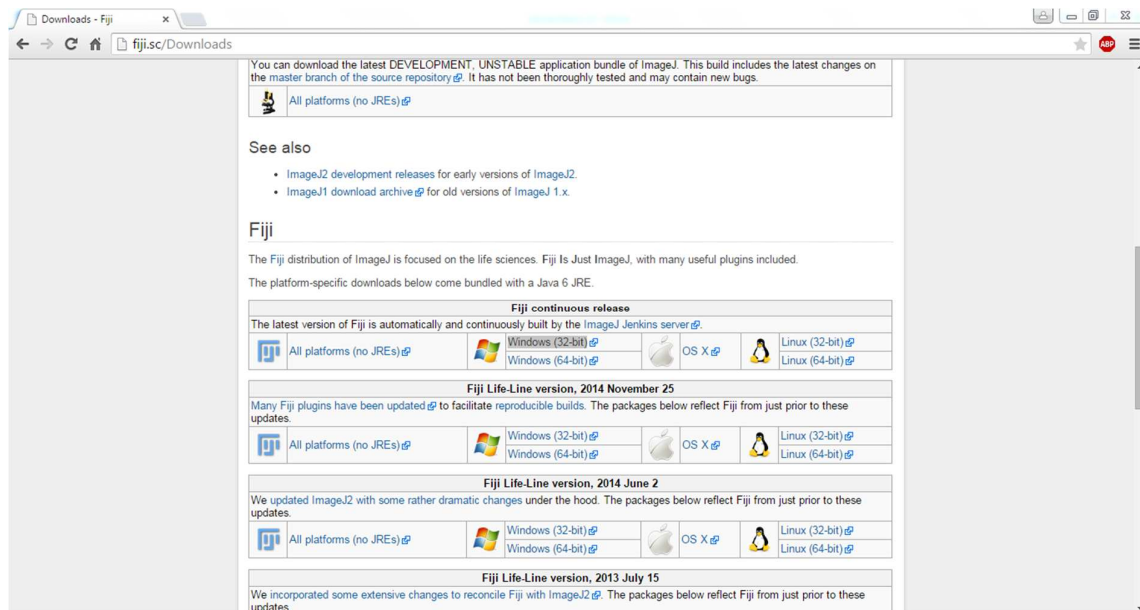 Downloads - Fiji
fiji.sc/Downloads
ABP
You can download the latest DEVELOPMENT, UNSTABLE application bundle of ImageJ. This build includes the latest changes on
the master branch of the source repository. It has not been thoroughly tested and may contain new bugs.
All platforms (no JREs)
See also
ImageJ2 development releases for early versions of ImageJ2.
ImageJ1 download archive for old versions of ImageJ 1.x.
Fiji
The Fiji distribution of ImageJ is focused on the life sciences. Fiji Is Just ImageJ, with many useful plugins included.
The platform-specific downloads below come bundled with a Java 6 JRE.
Fiji continuous release
The latest version of Fiji is automatically and continuously built by the ImageJ Jenkins server.
All platforms (no JREs)
Windows (32-bit)
Windows (64-bit)
OS X
Linux (32-bit)
Linux (64-bit)
Fiji Life-Line version, 2014 November 25
Many Fiji plugins have been updated to facilitate reproducible builds. The packages below reflect Fiji from just prior to these
updates.
All platforms (no JREs)
Windows (32-bit)
Windows (64-bit)
OS X
Linux (32-bit)
Linux (64-bit)
Fiji Life-Line version, 2014 June 2
We updated ImageJ2 with some rather dramatic changes under the hood. The packages below reflect Fiji from just prior to these
updates.
All platforms (no JREs)
Windows (32-bit)
Windows (64-bit)
OS X
Linux (32-bit)
Linux (64-bit)
Fiji Life-Line version, 2013 July 15
We incorporated some extensive changes to reconcile Fiji with ImageJ2. The packages below reflect Fiji from just prior to these
updates